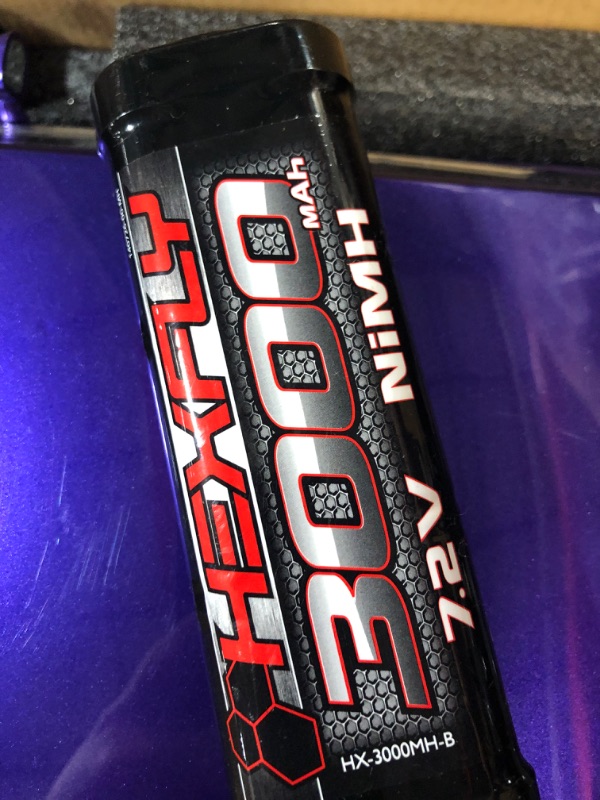 HEXFLY
3000
MAH
NiMH
7.2V
HX-3000MH-B